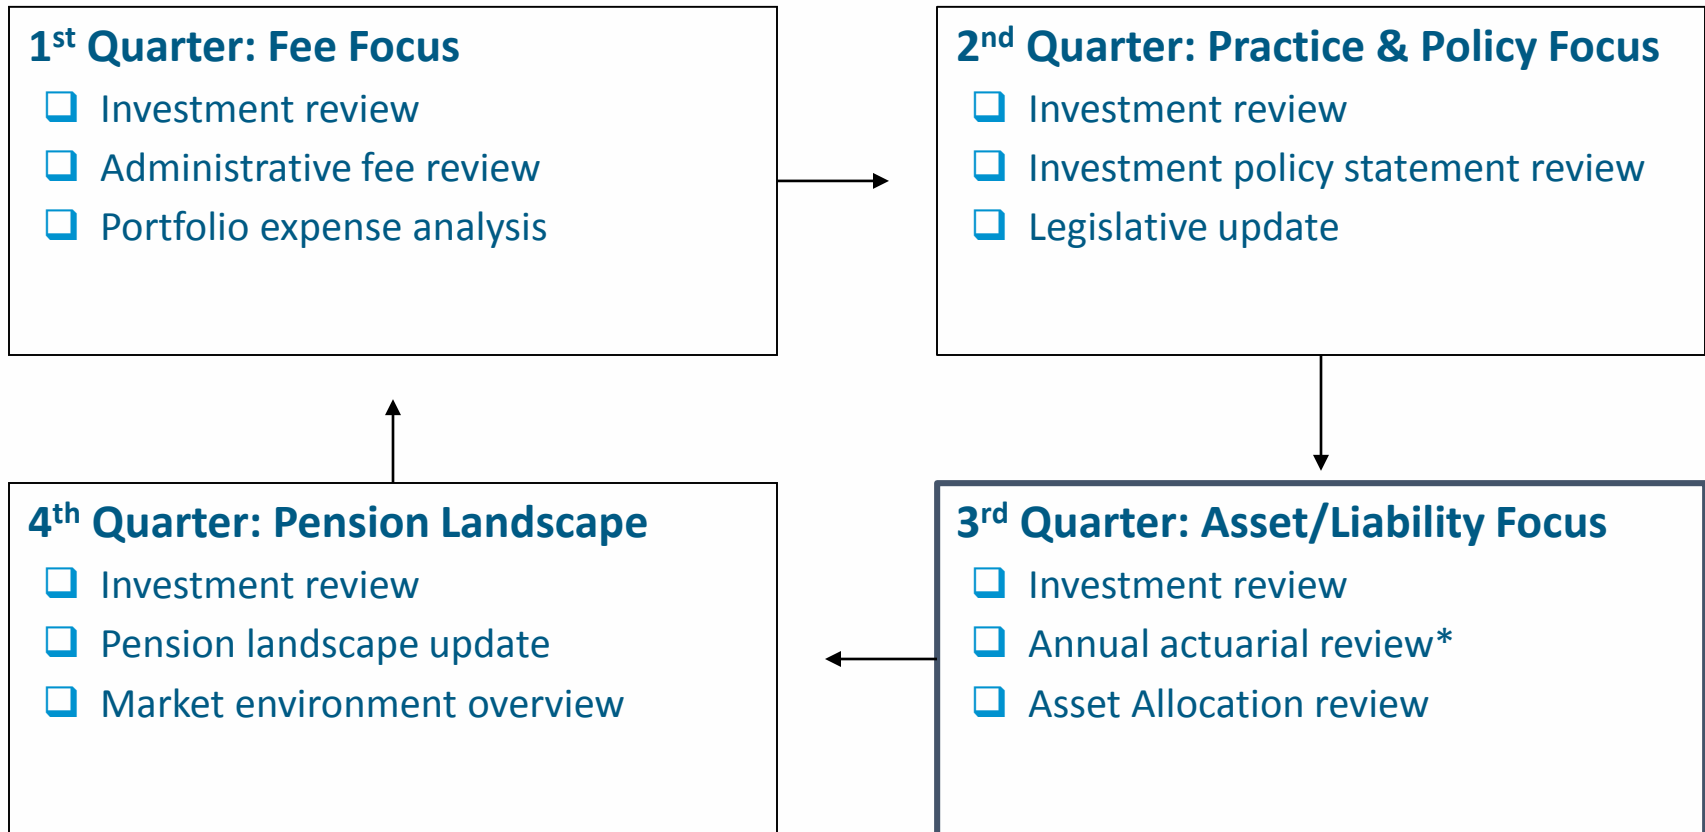 1st Quarter: Fee Focus
Investment review
Administrative fee review
Portfolio expense analysis
2nd Quarter: Practice & Policy Focus
Investment review
Investment policy statement review
Legislative update
3rd Quarter: Asset/Liability Focus
Investment review
Annual actuarial review*
Asset Allocation review
4th Quarter: Pension Landscape
Investment review
Pension landscape update
Market environment overview